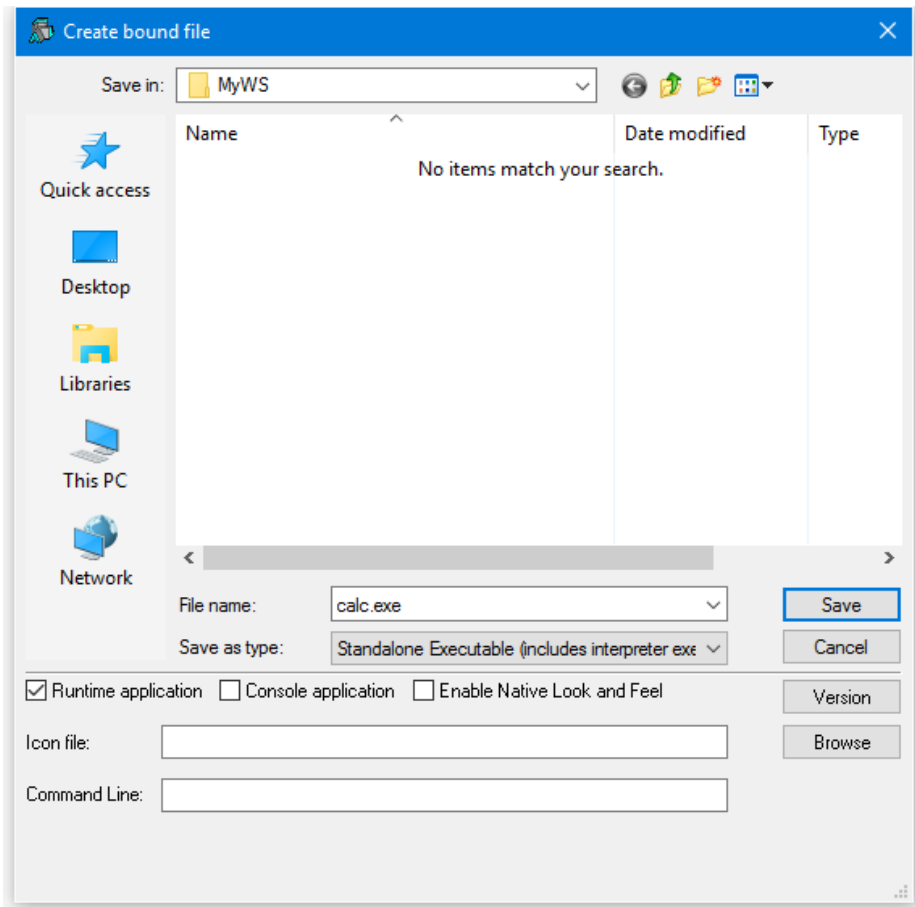 Create bound file
Save in: MyWS
Name Date modified Type
No items match your search.
Quick access
Desktop
Libraries
This PC
Network
File name: calc.exe Save
Save as type: Standalone Executable (includes interpreter exe Cancel
Runtime application Console application Enable Native Look and Feel Version
Icon file: Browse
Command Line: